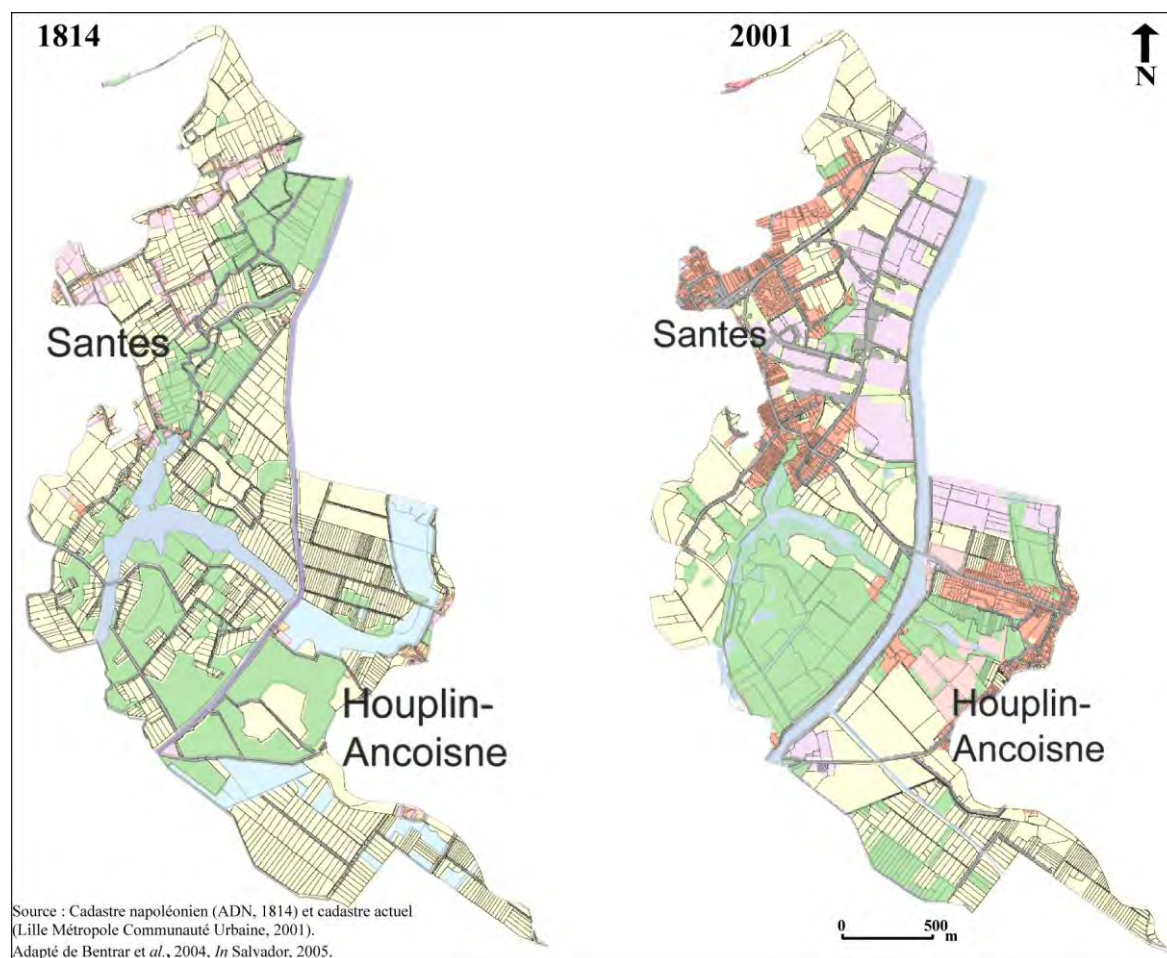 1814
2001
N
Santes
Santes
Houplin-
Ancoisne
Houplin-
Ancoisne
Source : Cadastre napoléonien (ADN, 1814) et cadastre actuel
(Lille Métropole Communauté Urbaine, 2001).
Adapté de Bentrar et al., 2004, In Salvador, 2005.
0 500
m